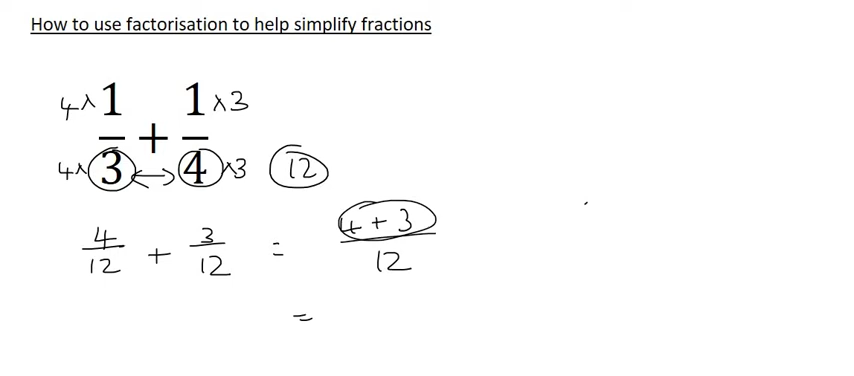 How to use factorisation to help simplify fractions
4 × 1 1 × 3
+
4 × 3 4 × 3 12
4 3 = 4 + 3
12 + 12 12
=